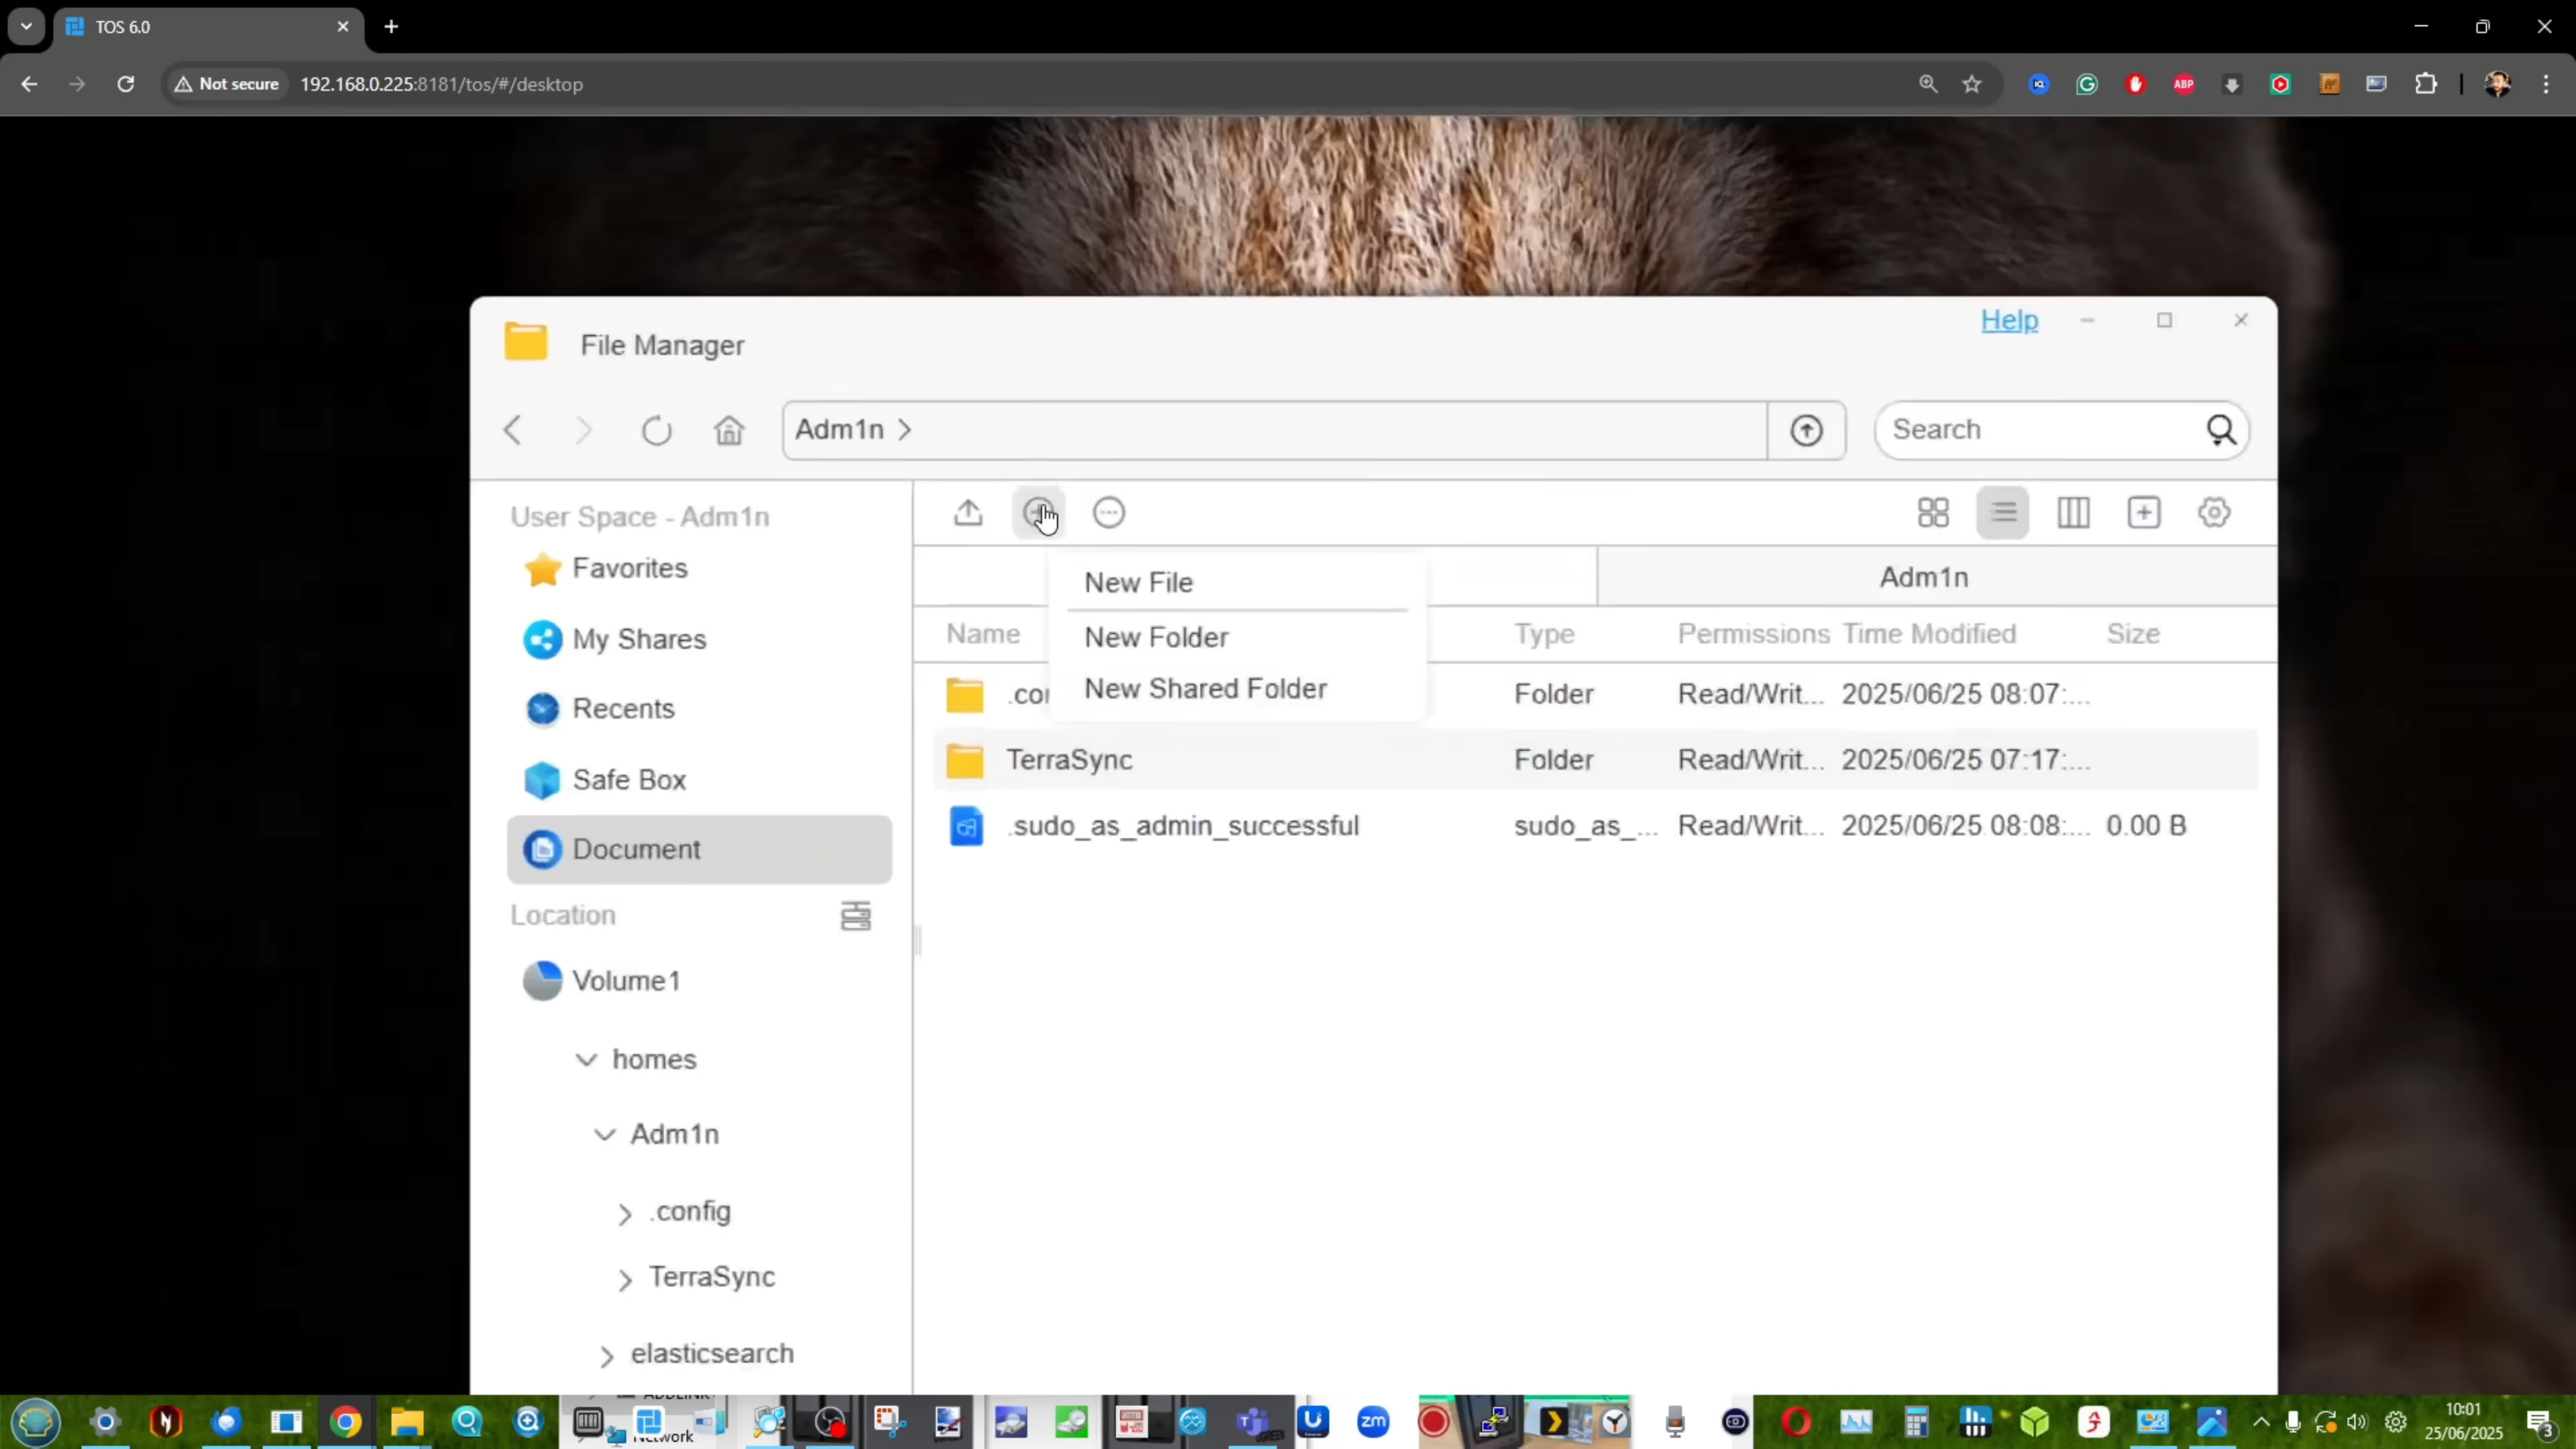 TOS 6.0
Not secure
192.168.0.225:8181/tos/#/desktop
ABP
Help
File Manager
Adm1n
Search
User Space - Adm1n
Favorites
My Shares
Recents
Safe Box
Document
Location
Volume1
homes
Adm1n
.config
TerraSync
elasticsearch
New File
New Folder
New Shared Folder
Adm1n
Name Type Permissions Time Modified Size
.cor Folder Read/Writ... 2025/06/25 08:07:...
TerraSync Folder Read/Writ... 2025/06/25 07:17:...
.sudo_as_admin_successful sudo_as_... Read/Writ... 2025/06/25 08:08:... 0.00 B
Network
zm
10:01
25/06/2025
3